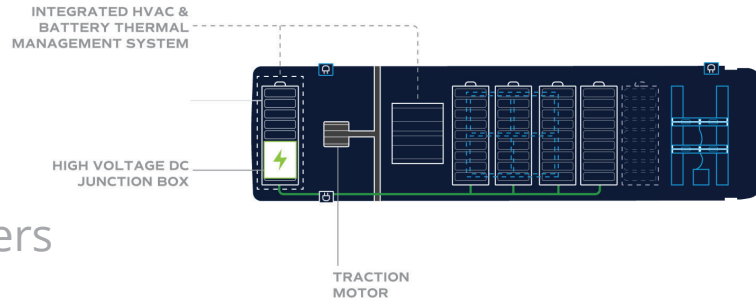 INTEGRATED HVAC &
BATTERY THERMAL
MANAGEMENT SYSTEM
HIGH VOLTAGE DC
JUNCTION BOX
ers
TRACTION
MOTOR